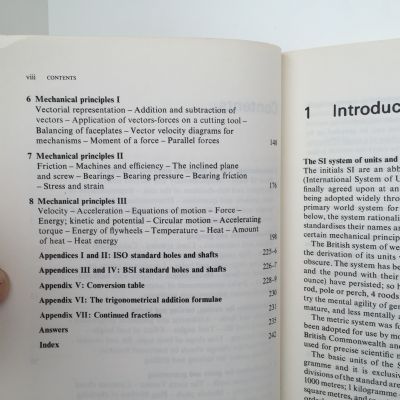 viii CONTENTS
6 Mechanical principles I
Vectorial representation – Addition and subtraction of
vectors – Application of vectors-forces on a cutting tool –
Balancing of faceplates – Vector velocity diagrams for
mechanisms – Moment of a force – Parallel forces 148
7 Mechanical principles II
Friction – Machines and efficiency – The inclined plane
and screw – Bearings – Bearing pressure – Bearing friction
– Stress and strain 176
8 Mechanical principles III
Velocity – Acceleration – Equations of motion – Force –
Energy; kinetic and potential – Circular motion – Accelerating
torque – Energy of flywheels – Temperature – Heat – Amount
of heat – Heat energy 198
Appendices I and II: ISO standard holes and shafts 225–6
Appendices III and IV: BSI standard holes and shafts 226–7
Appendix V: Conversion table 228–9
Appendix VI: The trigonometrical addition formulae 230
Appendix VII: Continued fractions 231
Answers 235
Index 242
1 Introduc
The SI system of units and
The initials SI are an abb
(International System of U
finally agreed upon at an
being adopted widely throu
primary world system for
below, the system rationali
standardises their names an
certain mechanical principle
The British system of we
the derivation of its units w
obscure. The system has be
and the pound with their
ounce) have persisted; so h
rod, pole or perch, 4 roods
try the mental agility of gen
mature, and less mentally a
The metric system was fo
been adopted for use by mo
British Commonwealth and
used for precise scientific m
The basic units of the S
gramme and it is exclusiv
divisions of the standard are
1000 metres; 1 kilogramme
square metres, and so